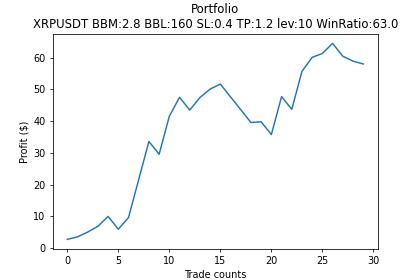 Portfolio
XRPUSDT BBM:2.8 BBL:160 SL:0.4 TP:1.2 lev:10 WinRatio:63.0
Profit ($)
60
50
40
30
20
10
0
0 5 10 15 20 25 30
Trade counts